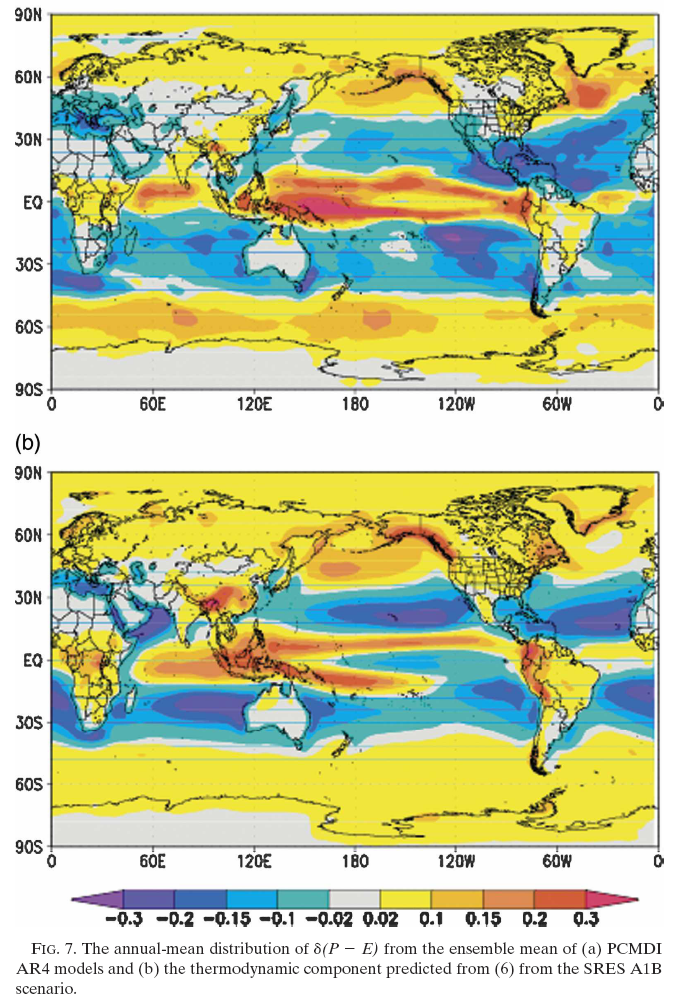 90N
60N
30N
EQ
30S
60S
90S
0 60E 120E 180 120W 60W 0
(b)
90N
60N
30N
EQ
30S
60S
90S
0 60E 120E 180 120W 60W 0
−0.3 −0.2 −0.15 −0.1 −0.02 0.02 0.1 0.15 0.2 0.3
FIG. 7. The annual-mean distribution of δ(P − E) from the ensemble mean of (a) PCMDI
AR4 models and (b) the thermodynamic component predicted from (6) from the SRES A1B
scenario.